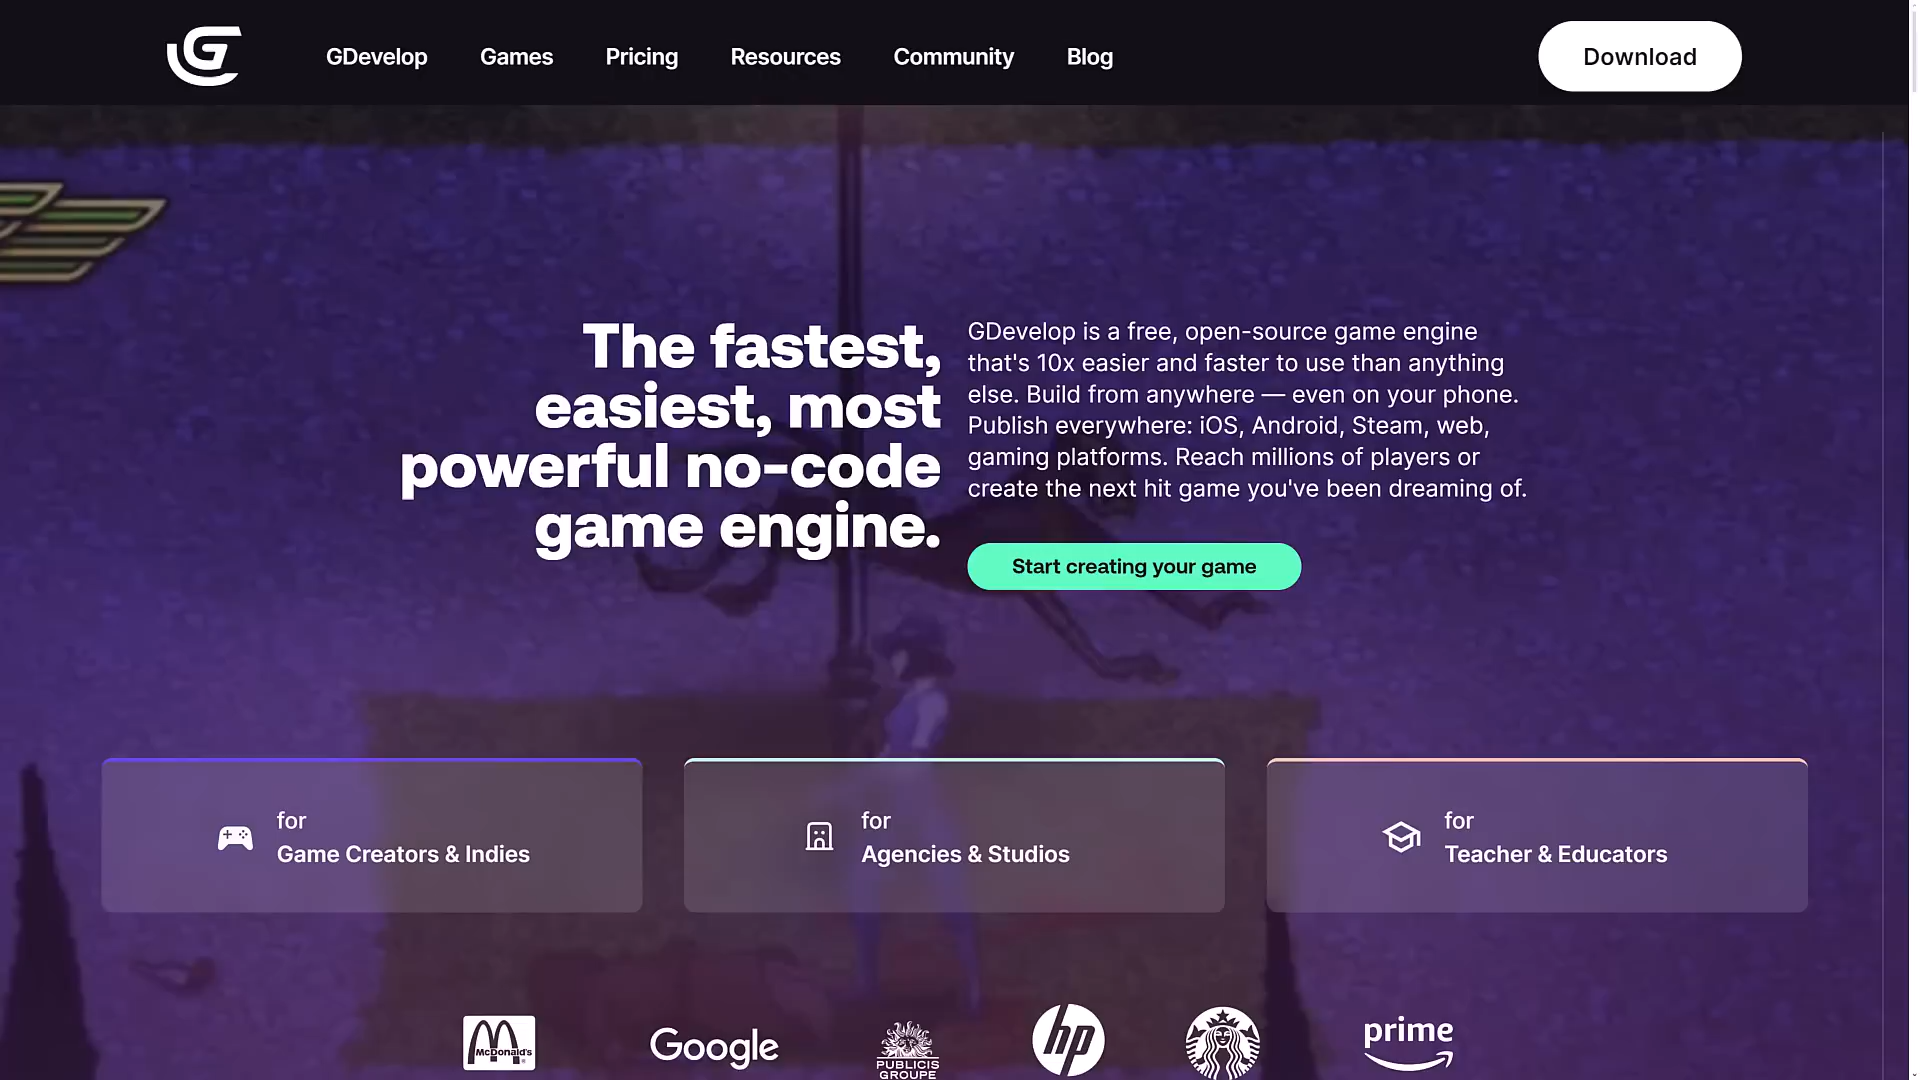 GDevelop
Games
Pricing
Resources
Community
Blog
Download
The fastest,
easiest, most
powerful no-code
game engine.
GDevelop is a free, open-source game engine
that's 10x easier and faster to use than anything
else. Build from anywhere — even on your phone.
Publish everywhere: iOS, Android, Steam, web,
gaming platforms. Reach millions of players or
create the next hit game you've been dreaming of.
Start creating your game
for
Game Creators & Indies
for
Agencies & Studios
for
Teacher & Educators
McDonald's
Google
PUBLICIS
GROUPE
hp
prime